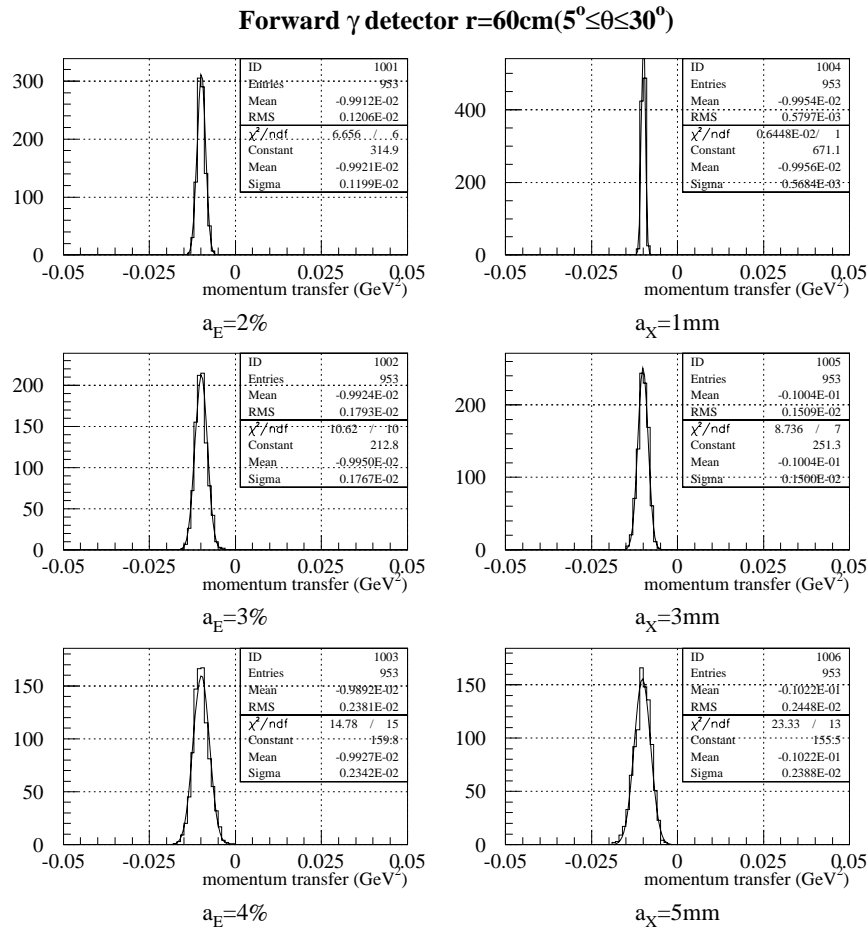 Forward γ detector r=60cm(5°≤θ≤30°)
ID 1001
Entries 953
Mean -0.9912E-02
RMS 0.1206E-02
χ²/ndf 6.656 / 6
Constant 314.9
Mean -0.9921E-02
Sigma 0.1199E-02
300
200
100
0
-0.05 -0.025 0 0.025 0.05
momentum transfer (GeV²)
a_E=2%
ID 1004
Entries 953
Mean -0.9954E-02
RMS 0.5797E-03
χ²/ndf 0.6448E-02/ 1
Constant 671.1
Mean -0.9956E-02
Sigma 0.5684E-03
400
200
0
-0.05 -0.025 0 0.025 0.05
momentum transfer (GeV²)
a_X=1mm
ID 1002
Entries 953
Mean -0.9924E-02
RMS 0.1793E-02
χ²/ndf 10.62 / 10
Constant 212.8
Mean -0.9950E-02
Sigma 0.1767E-02
200
150
100
50
0
-0.05 -0.025 0 0.025 0.05
momentum transfer (GeV²)
a_E=3%
ID 1005
Entries 953
Mean -0.1004E-01
RMS 0.1509E-02
χ²/ndf 8.736 / 7
Constant 251.3
Mean -0.1004E-01
Sigma 0.1500E-02
200
100
0
-0.05 -0.025 0 0.025 0.05
momentum transfer (GeV²)
a_X=3mm
ID 1003
Entries 953
Mean -0.9892E-02
RMS 0.2381E-02
χ²/ndf 14.78 / 15
Constant 159.8
Mean -0.9927E-02
Sigma 0.2342E-02
150
100
50
0
-0.05 -0.025 0 0.025 0.05
momentum transfer (GeV²)
a_E=4%
ID 1006
Entries 953
Mean -0.1022E-01
RMS 0.2448E-02
χ²/ndf 23.33 / 13
Constant 155.5
Mean -0.1022E-01
Sigma 0.2388E-02
150
100
50
0
-0.05 -0.025 0 0.025 0.05
momentum transfer (GeV²)
a_X=5mm